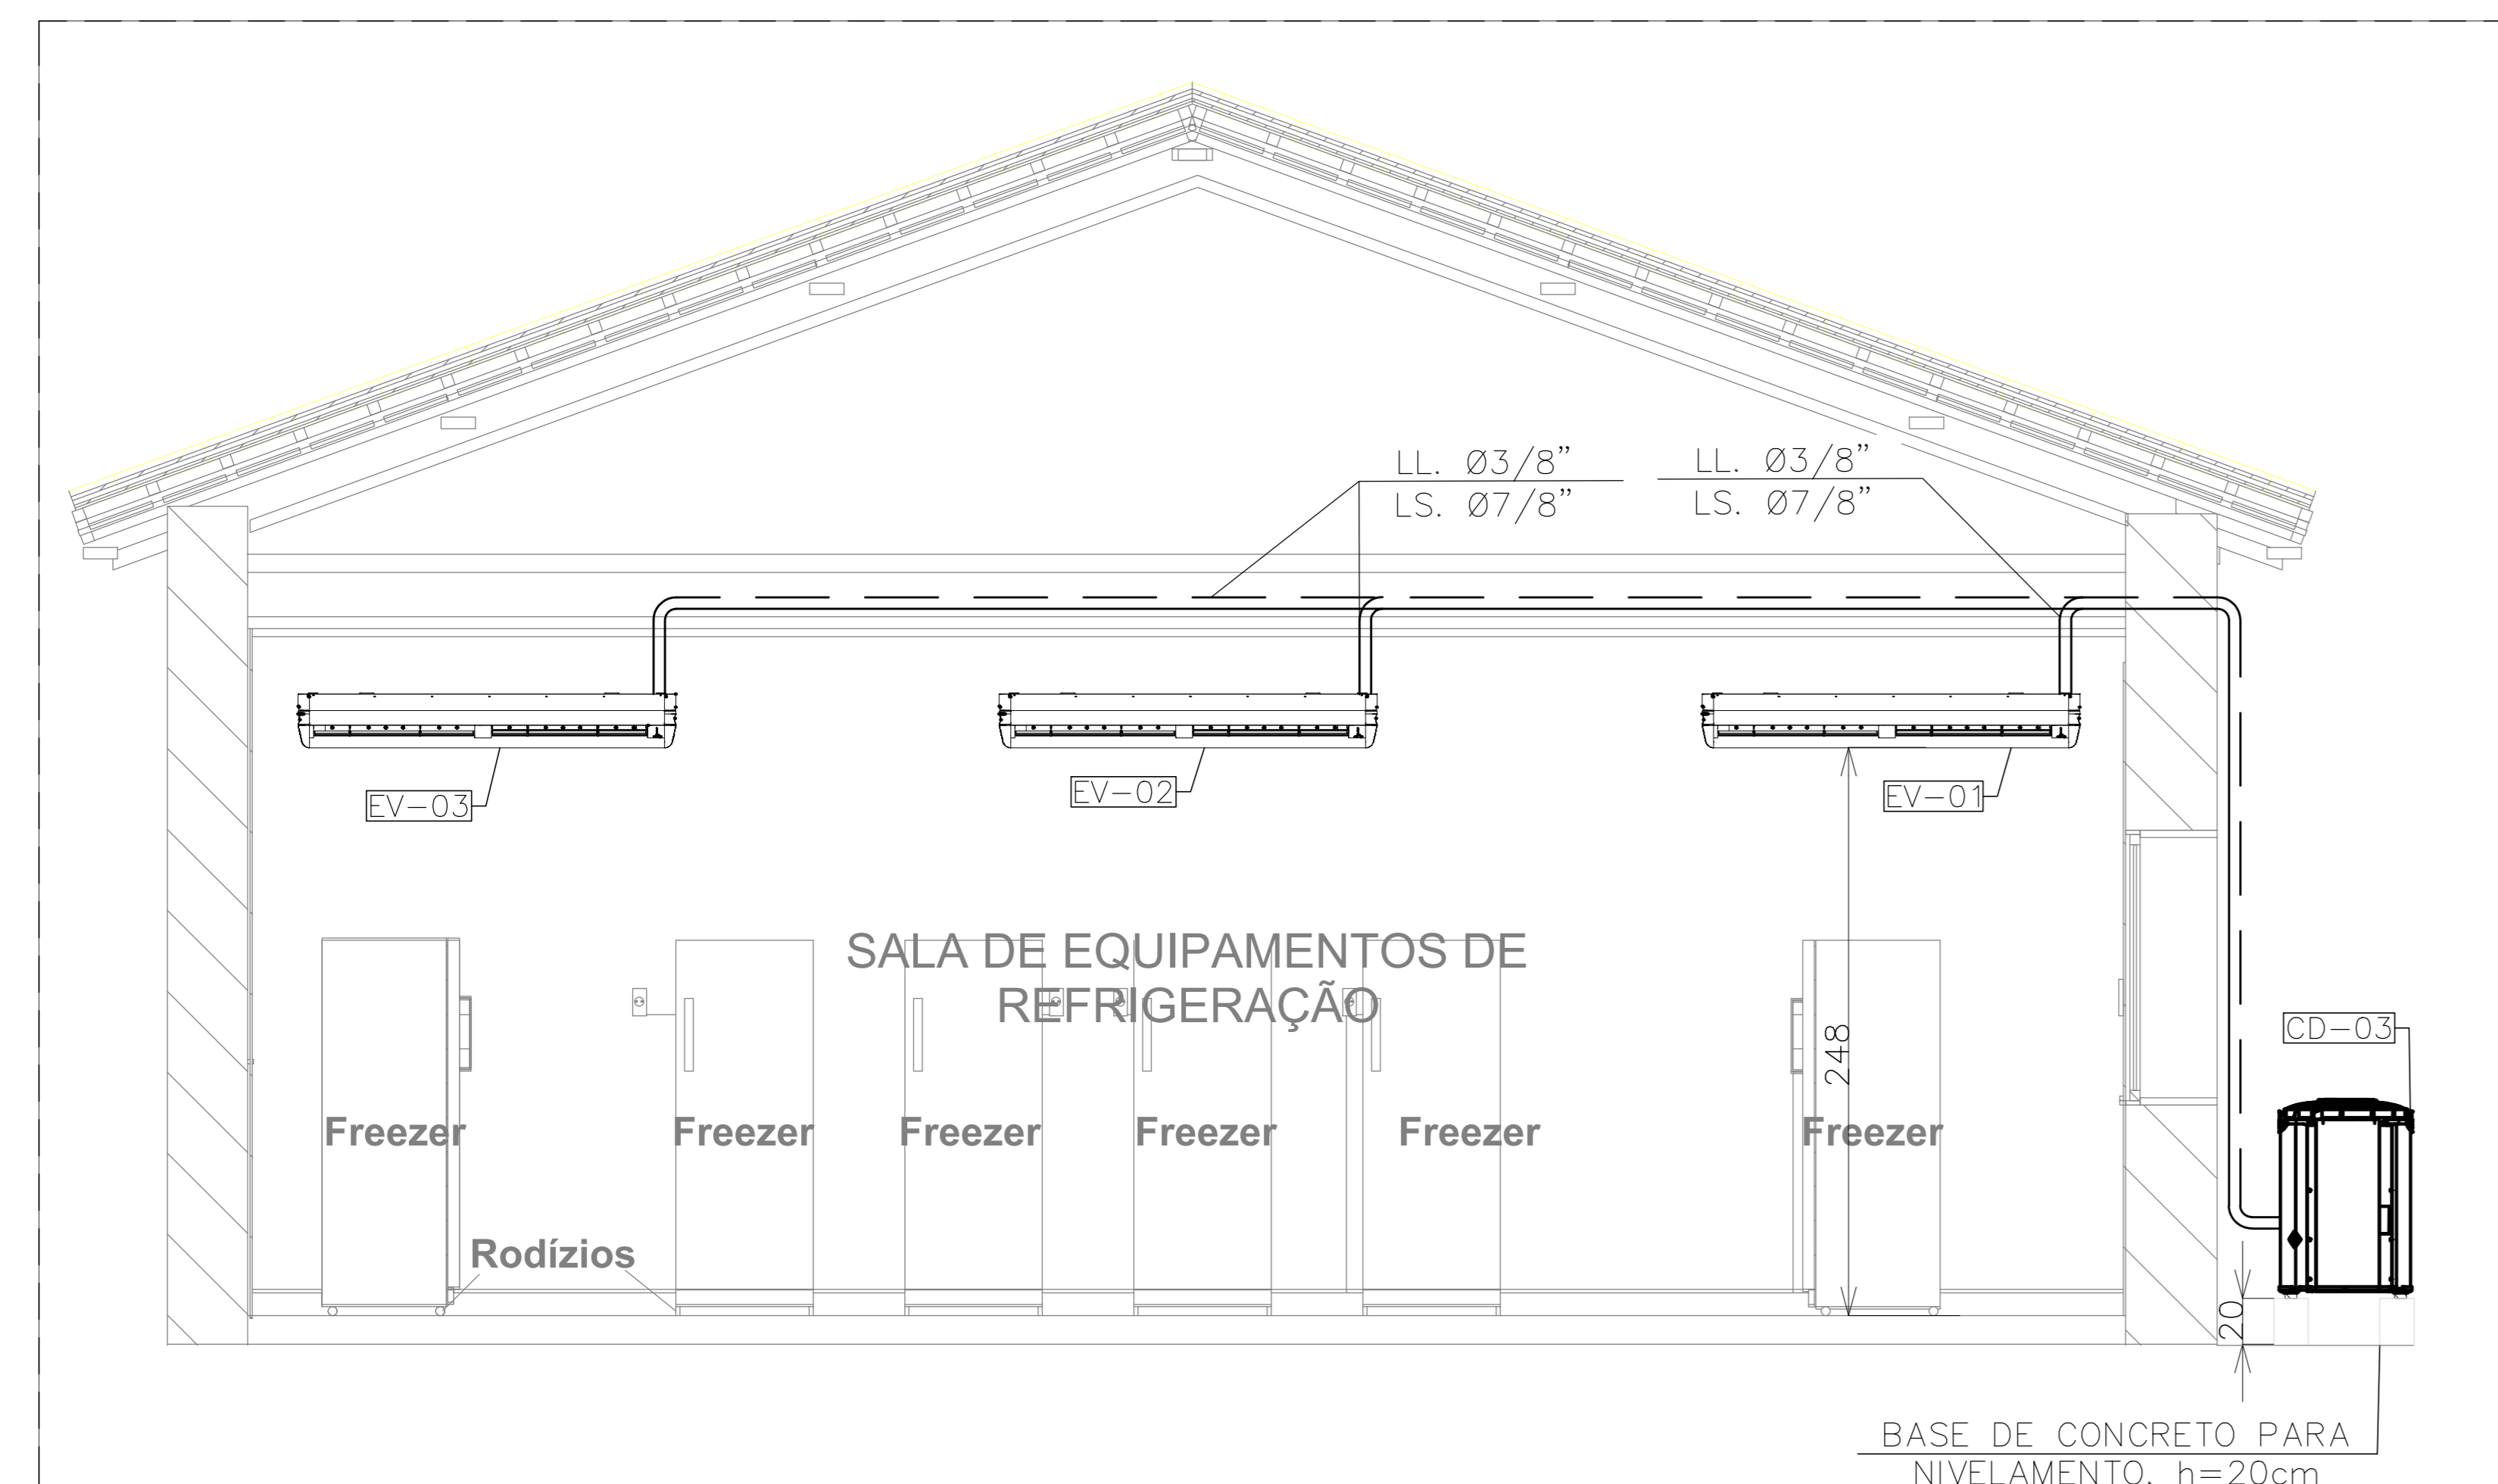 LL. Ø3/8”
LS. Ø7/8”
LL. Ø3/8”
LS. Ø7/8”
EV-03
EV-02
EV-01
SALA DE EQUIPAMENTOS DE
REFRIGERAÇÃO
248
CD-03
Freezer
Freezer
Freezer
Freezer
Freezer
Freezer
Rodízios
20
BASE DE CONCRETO PARA
NIVELAMENTO, h=20cm